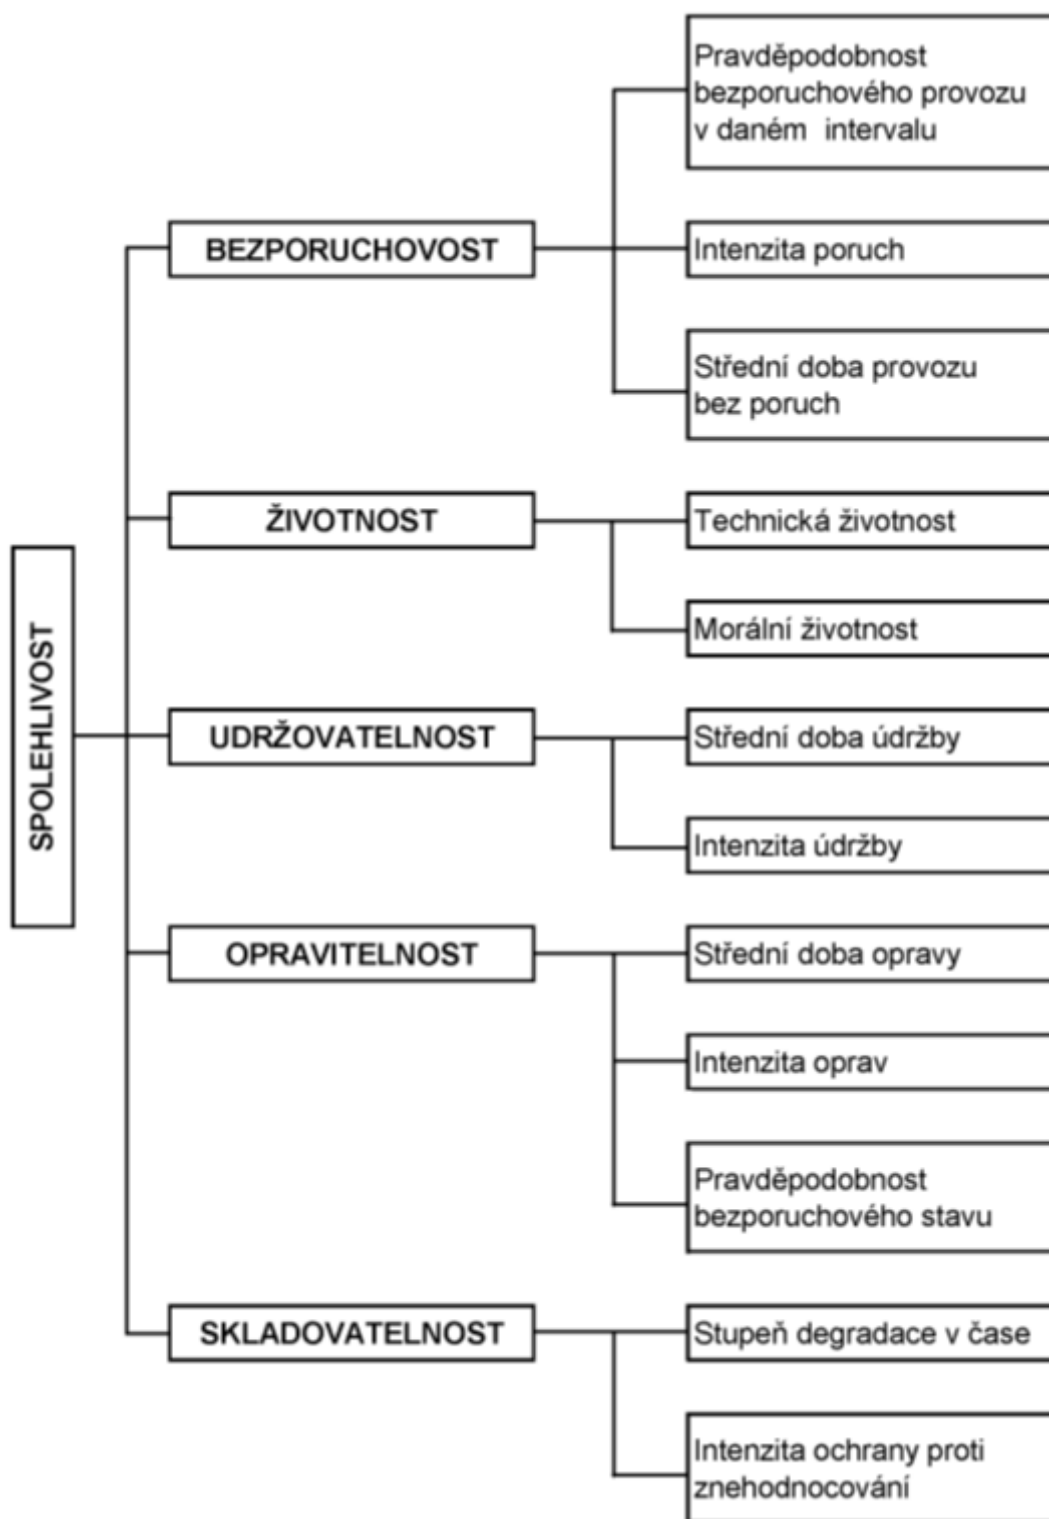 SPOLEHLIVOST
BEZPORUCHOVOST
Pravděpodobnost
bezporuchového provozu
v daném intervalu
Intenzita poruch
Střední doba provozu
bez poruch
ŽIVOTNOST
Technická životnost
Morální životnost
UDRŽOVATELNOST
Střední doba údržby
Intenzita údržby
OPRAVITELNOST
Střední doba opravy
Intenzita oprav
Pravděpodobnost
bezporuchového stavu
SKLADOVATELNOST
Stupeň degradace v čase
Intenzita ochrany proti
znehodnocování